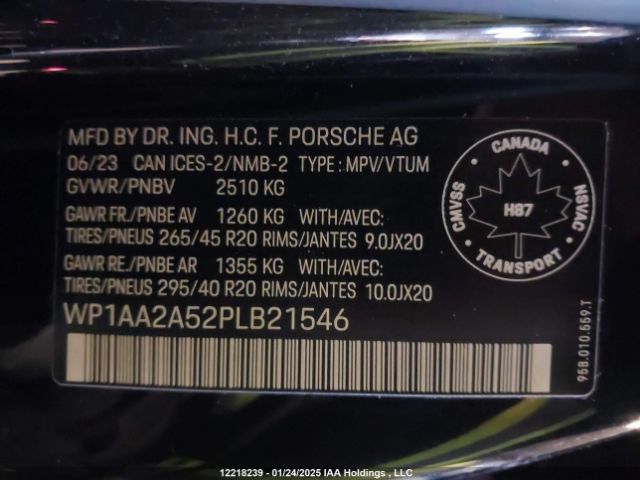 MFD BY DR. ING. H.C. F. PORSCHE AG
06/23 CAN ICES-2/NMB-2 TYPE : MPV/VTUM
GVWR/PNBV 2510 KG
GAWR FR./PNBE AV 1260 KG WITH/AVEC:
TIRES/PNEUS 265/45 R20 RIMS/JANTES 9.0JX20
GAWR RE./PNBE AR 1355 KG WITH/AVEC:
TIRES/PNEUS 295/40 R20 RIMS/JANTES 10.0JX20
WP1AA2A52PLB21546
CANADA
CMVSS
H87
NSVAC
TRANSPORT
95B.010.559.T
12218239 - 01/24/2025 IAA Holdings , LLC